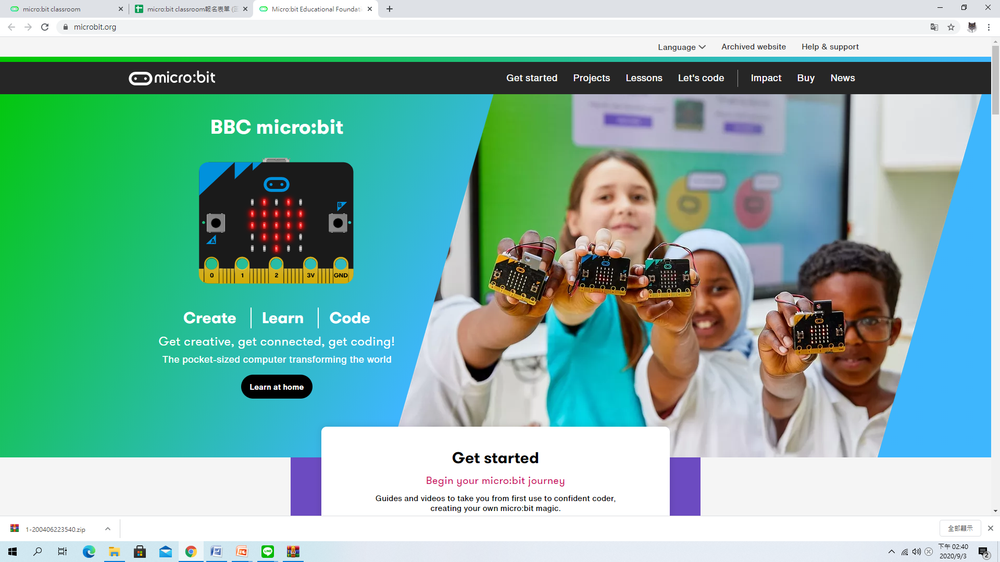 micro:bit classroom
micro:bit classroom報名表單 (回
Micro:bit Educational Foundati
microbit.org
Language
Archived website
Help & support
micro:bit
Get started
Projects
Lessons
Let's code
Impact
Buy
News
BBC micro:bit
A
B
0
1
2
3V
GND
Create
Learn
Code
Get creative, get connected, get coding!
The pocket-sized computer transforming the world
Learn at home
Get started
Begin your micro:bit journey
Guides and videos to take you from first use to confident coder,
creating your own micro:bit magic.
1-200406223540.zip
全部顯示
下午 02:40
2020/9/3
2